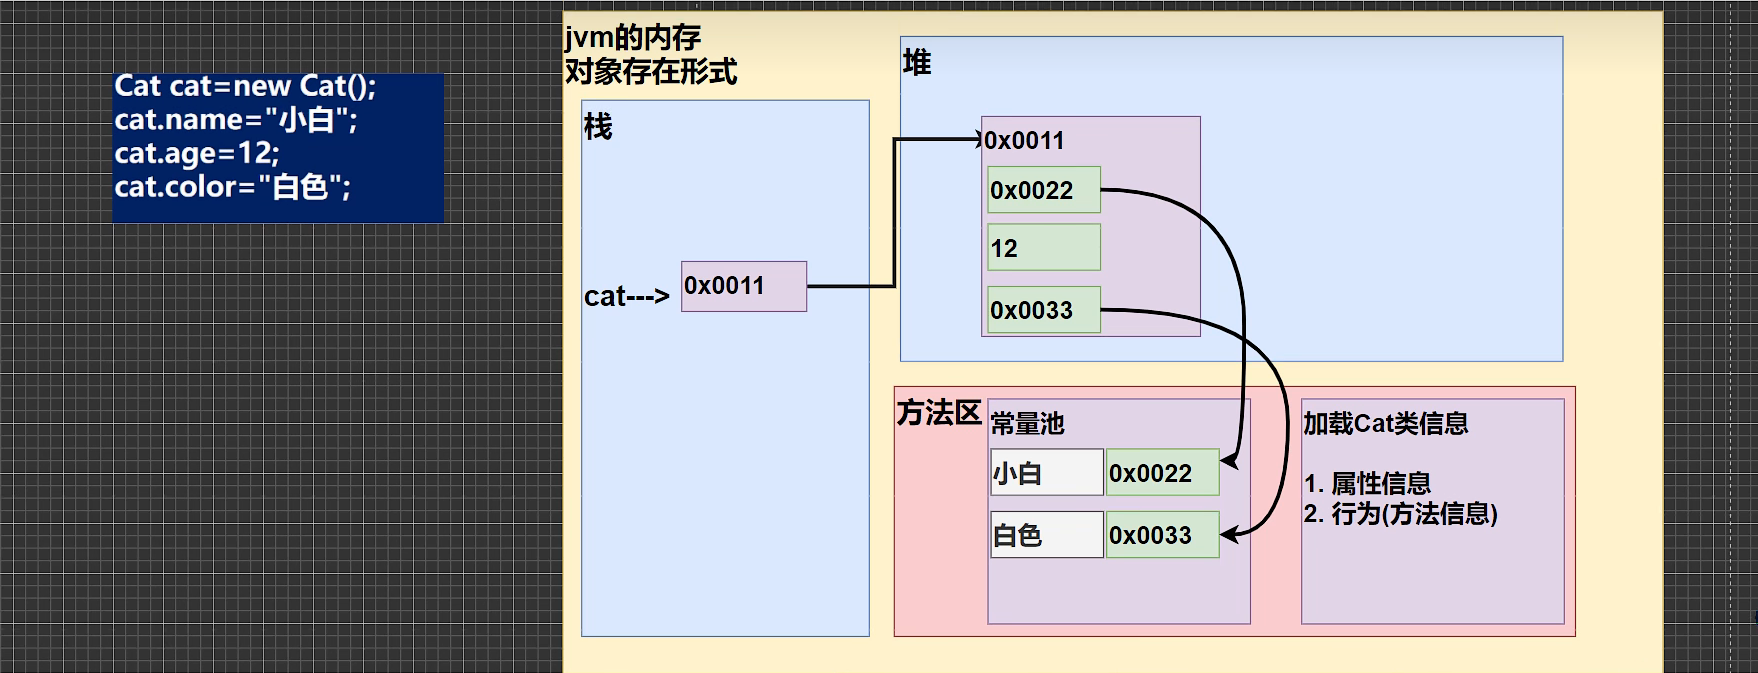 Cat cat=new Cat();
cat.name="小白";
cat.age=12;
cat.color="白色";
jvm的内存
对象存在形式
栈
cat--->
0x0011
堆
0x0011
0x0022
12
0x0033
方法区
常量池
小白
0x0022
白色
0x0033
加载Cat类信息
1. 属性信息
2. 行为(方法信息)